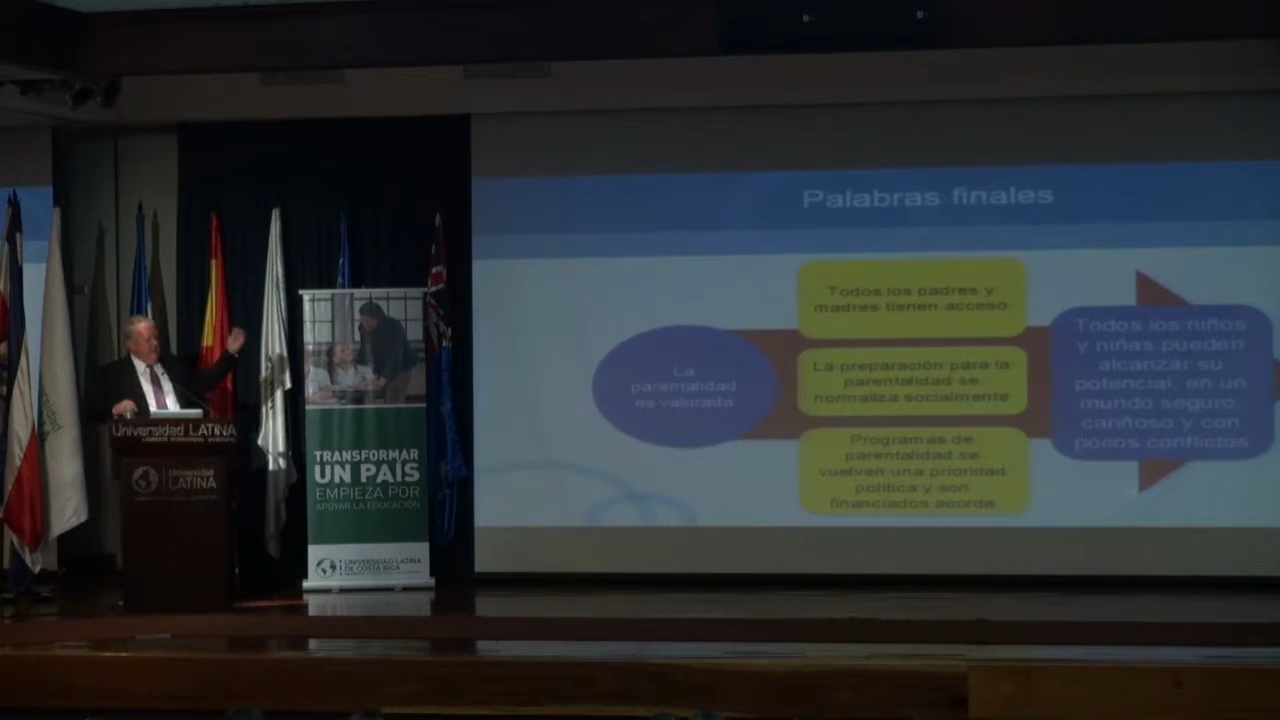 Palabras finales
Todos los padres y
madres tienen acceso
La
parentalidad
es valorada
La preparación para la
parentalidad se
normaliza socialmente
Programas de
parentalidad se
vuelven una prioridad
política y son
financiados acorde
Todos los niños
y niñas pueden
alcanzar su
potencial, en un
mundo seguro,
cariñoso y con
pocos conflictos
Universidad LATINA
LAUREATE INTERNATIONAL UNIVERSITIES
Universidad
LATINA
TRANSFORMAR
UN PAÍS
EMPIEZA POR
APOYAR LA EDUCACIÓN
UNIVERSIDAD LATINA
DE COSTA RICA